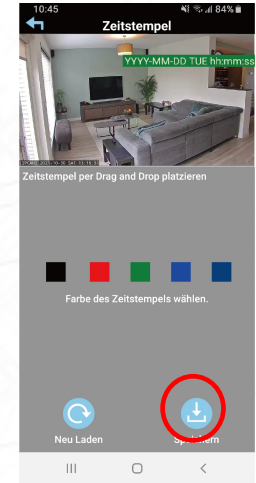 10:45 84%
Zeitstempel
YYYY-MM-DD TUE hh:mm:ss
Zeitstempel per Drag and Drop platzieren
Farbe des Zeitstempels wählen.
Neu Laden Speichern